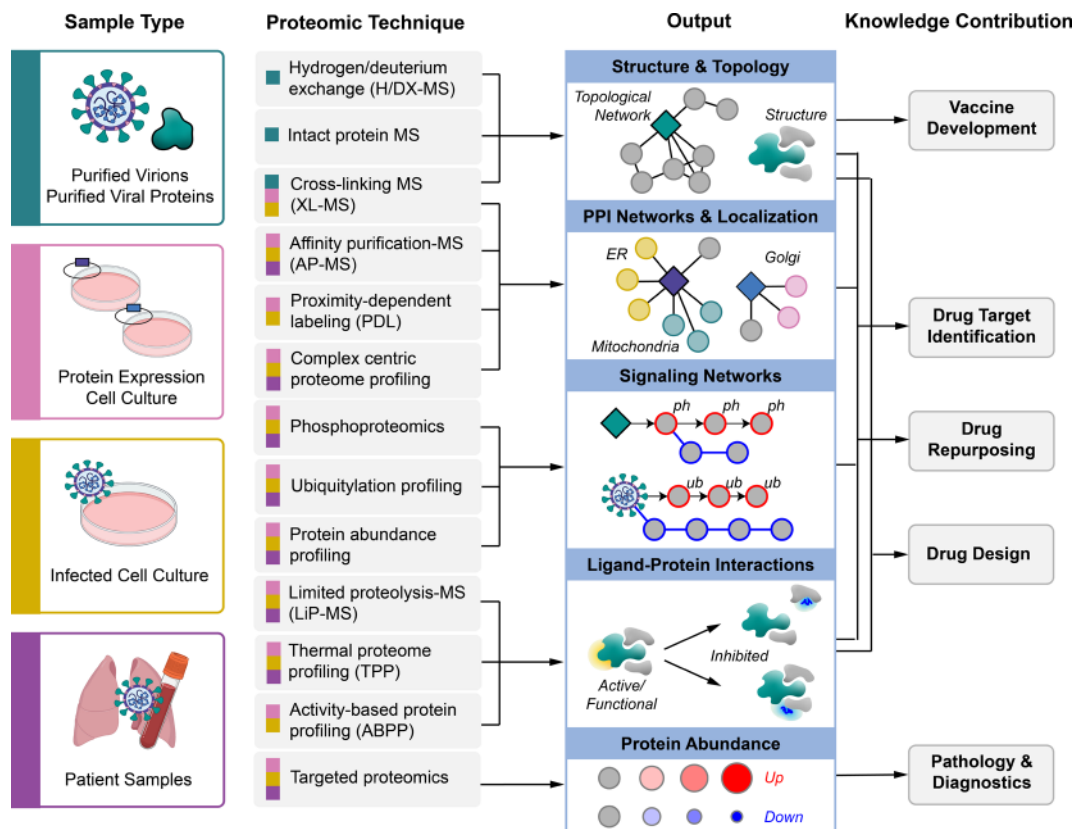 Sample Type
Proteomic Technique
Output
Knowledge Contribution
Purified Virions
Purified Viral Proteins
Protein Expression
Cell Culture
Infected Cell Culture
Patient Samples
Hydrogen/deuterium
exchange (H/DX-MS)
Intact protein MS
Cross-linking MS
(XL-MS)
Affinity purification-MS
(AP-MS)
Proximity-dependent
labeling (PDL)
Complex centric
proteome profiling
Phosphoproteomics
Ubiquitylation profiling
Protein abundance
profiling
Limited proteolysis-MS
(LiP-MS)
Thermal proteome
profiling (TPP)
Activity-based protein
profiling (ABPP)
Targeted proteomics
Structure & Topology
Topological
Network
Structure
PPI Networks & Localization
ER
Golgi
Mitochondria
Signaling Networks
ph ph ph
ub ub ub
Ligand-Protein Interactions
Inhibited
Active/
Functional
Protein Abundance
Up
Down
Vaccine
Development
Drug Target
Identification
Drug
Repurposing
Drug Design
Pathology &
Diagnostics